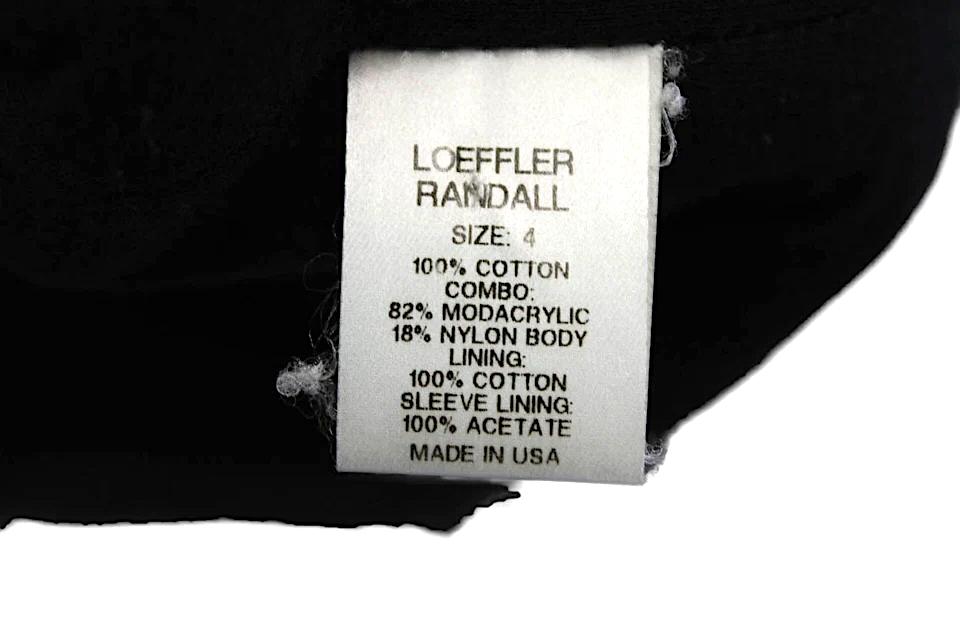 LOEFFLER
RANDALL
SIZE: 4
100% COTTON
COMBO:
82% MODACRYLIC
18% NYLON BODY
LINING:
100% COTTON
SLEEVE LINING:
100% ACETATE
MADE IN USA